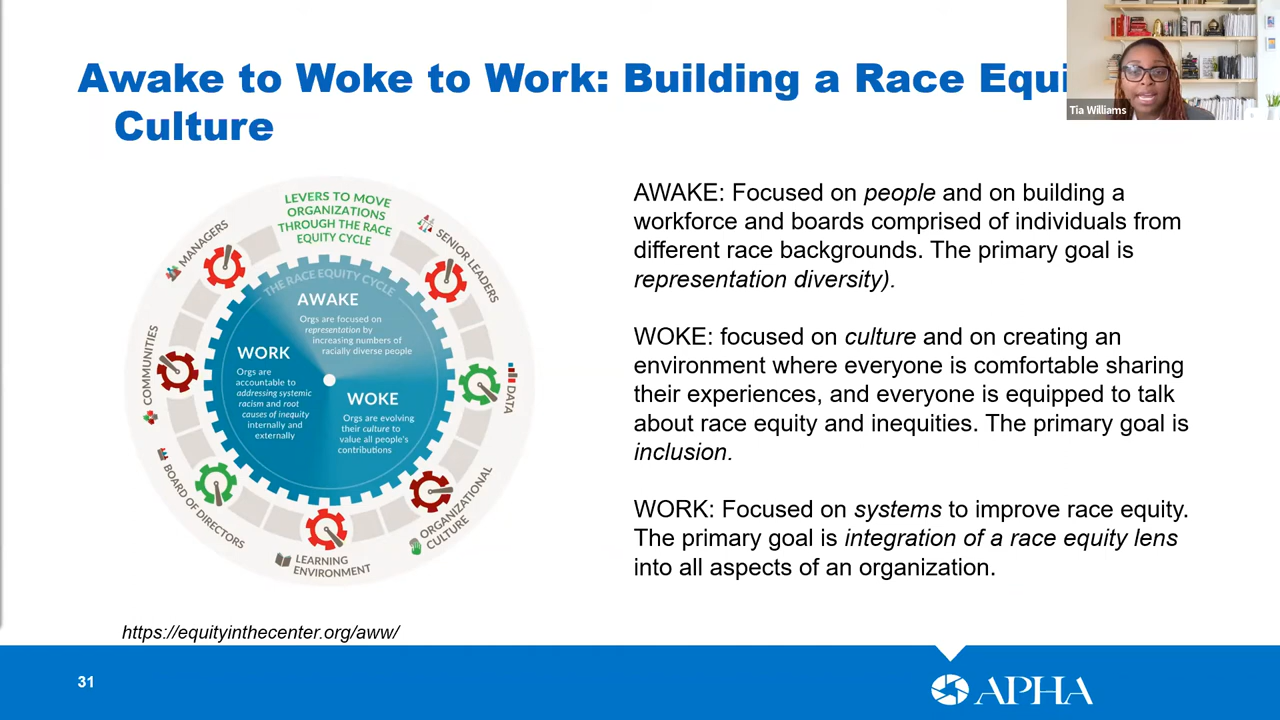 Awake to Woke to Work: Building a Race Equi
Culture
Tia Williams
LEVERS TO MOVE
ORGANIZATIONS
THROUGH THE RACE
EQUITY CYCLE
MANAGERS
SENIOR LEADERS
COMMUNITIES
DATA
BOARD OF DIRECTORS
ORGANIZATIONAL
CULTURE
LEARNING
ENVIRONMENT
THE RACE EQUITY CYCLE
AWAKE
Orgs are focused on
representation by
increasing numbers of
racially diverse people
WORK
Orgs are
accountable to
addressing systemic
racism and root
causes of inequity
internally and
externally
WOKE
Orgs are evolving
their culture to
value all people's
contributions
AWAKE: Focused on people and on building a
workforce and boards comprised of individuals from
different race backgrounds. The primary goal is
representation diversity).
WOKE: focused on culture and on creating an
environment where everyone is comfortable sharing
their experiences, and everyone is equipped to talk
about race equity and inequities. The primary goal is
inclusion.
WORK: Focused on systems to improve race equity.
The primary goal is integration of a race equity lens
into all aspects of an organization.
https://equityinthecenter.org/aww/
31
APHA